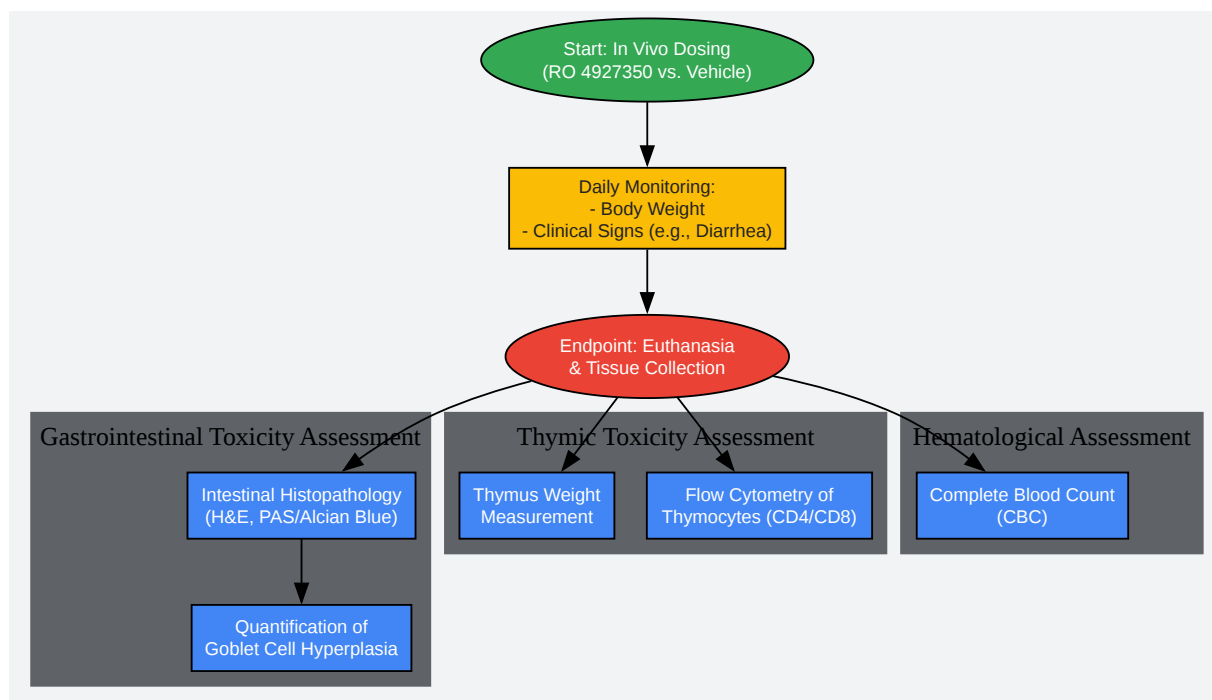 Start: In Vivo Dosing
(RO 4927350 vs. Vehicle)
Daily Monitoring:
- Body Weight
- Clinical Signs (e.g., Diarrhea)
Endpoint: Euthanasia
& Tissue Collection
Gastrointestinal Toxicity Assessment
Intestinal Histopathology
(H&E, PAS/Alcian Blue)
Quantification of
Goblet Cell Hyperplasia
Thymic Toxicity Assessment
Thymus Weight
Measurement
Flow Cytometry of
Thymocytes (CD4/CD8)
Hematological Assessment
Complete Blood Count
(CBC)